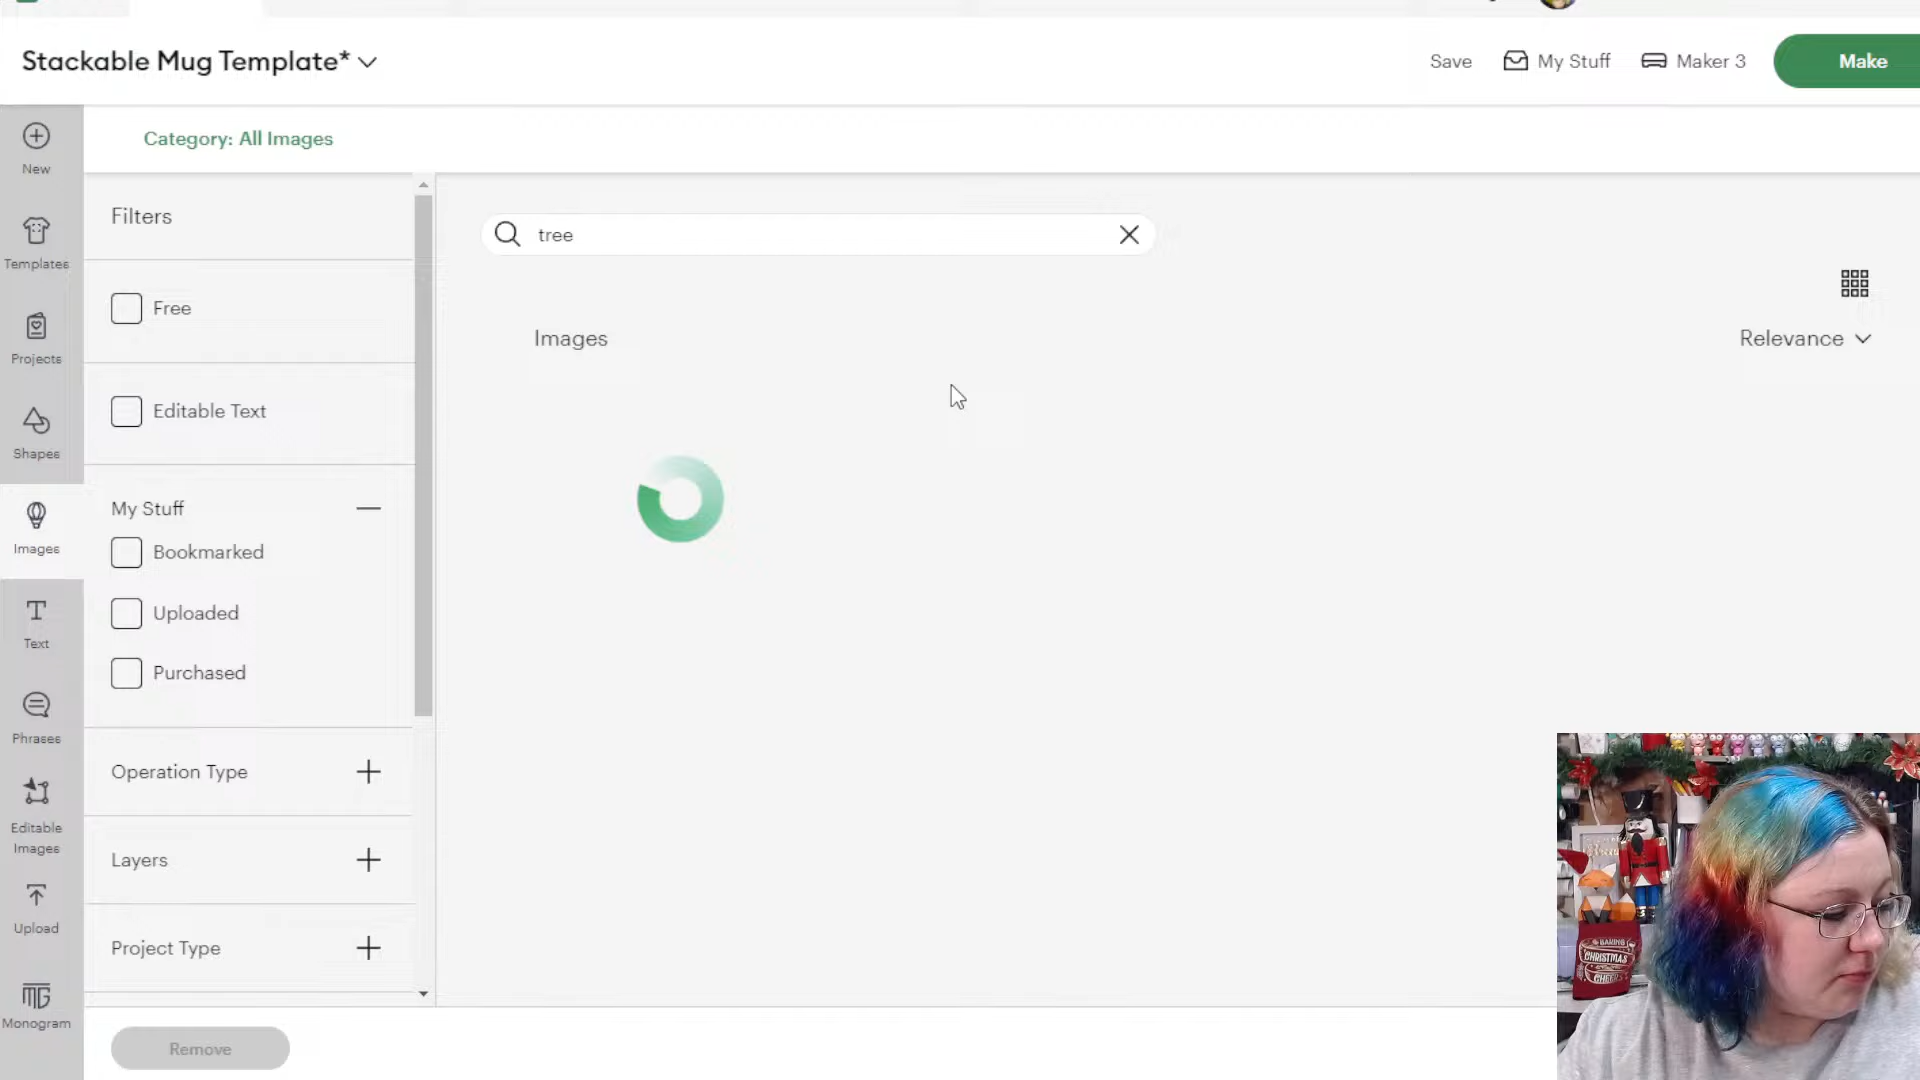 Stackable Mug Template*
Save
My Stuff
Maker 3
Make
New
Templates
Projects
Shapes
Images
Text
Phrases
Editable
Images
Upload
Monogram
Category: All Images
Filters
Free
Editable Text
My Stuff
Bookmarked
Uploaded
Purchased
Operation Type
Layers
Project Type
Remove
tree
Images
Relevance
BARING
CHRISTMAS
CHEER